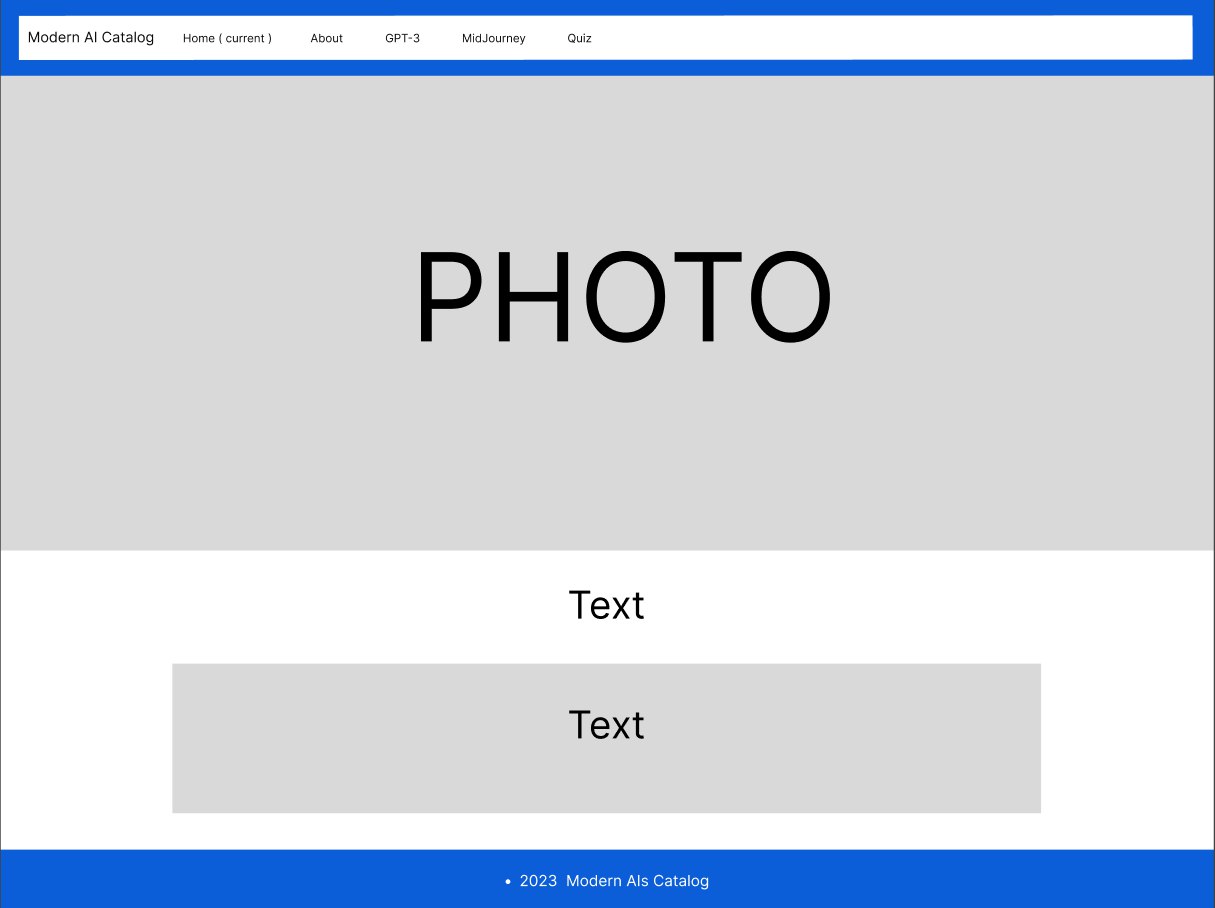 Modern AI Catalog Home ( current ) About GPT-3 MidJourney Quiz
PHOTO
Text
Text
• 2023 Modern AIs Catalog